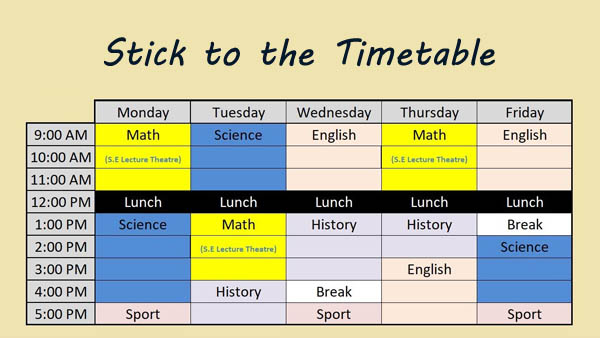 Stick to the Timetable
Monday Tuesday Wednesday Thursday Friday
9:00 AM Math Science English Math English
10:00 AM (S.E Lecture Theatre) (S.E Lecture Theatre)
11:00 AM
12:00 PM Lunch Lunch Lunch Lunch Lunch
1:00 PM Science Math History History Break
2:00 PM (S.E Lecture Theatre) Science
3:00 PM English
4:00 PM History Break
5:00 PM Sport Sport Sport